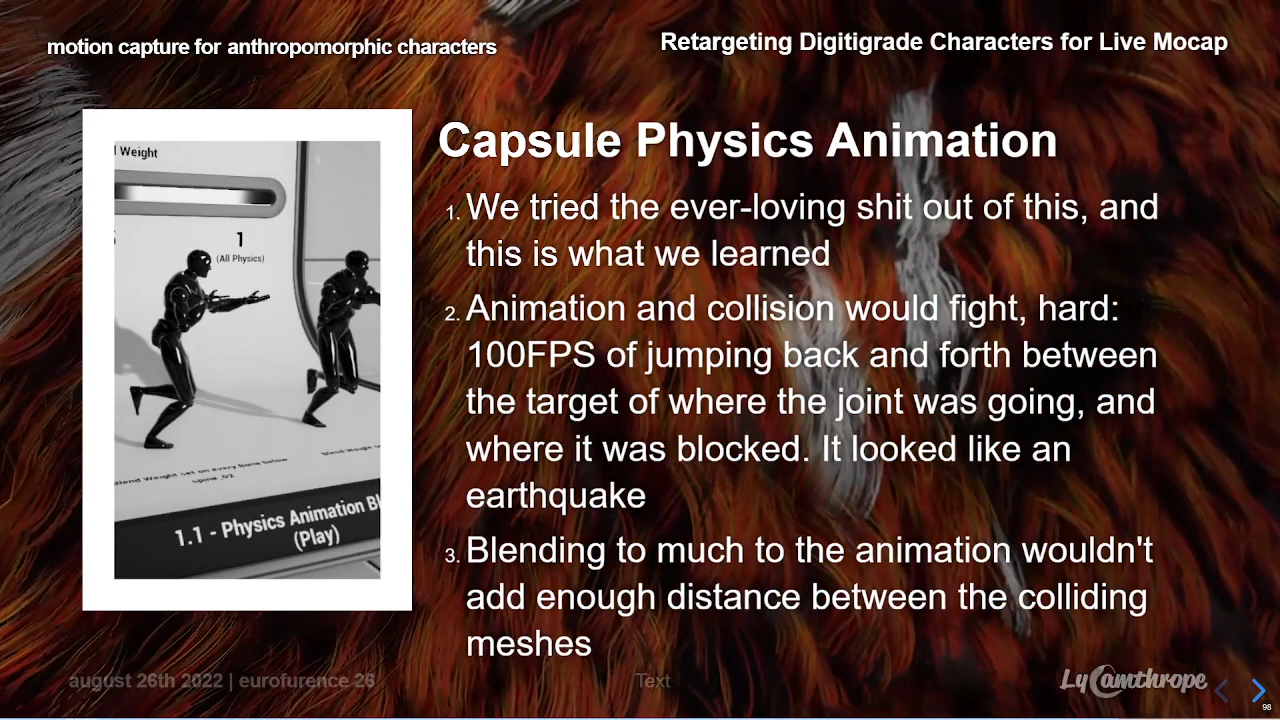 motion capture for anthropomorphic characters
Retargeting Digitigrade Characters for Live Mocap
Weight
1
(All Physics)
spine_02
1.1 - Physics Animation
(Play)
Capsule Physics Animation
1. We tried the ever-loving shit out of this, and
this is what we learned
2. Animation and collision would fight, hard:
100FPS of jumping back and forth between
the target of where the joint was going, and
where it was blocked. It looked like an
earthquake
3. Blending to much to the animation wouldn't
add enough distance between the colliding
meshes
august 26th 2022 | eurofurence 26
Text
Lycamthrope
98